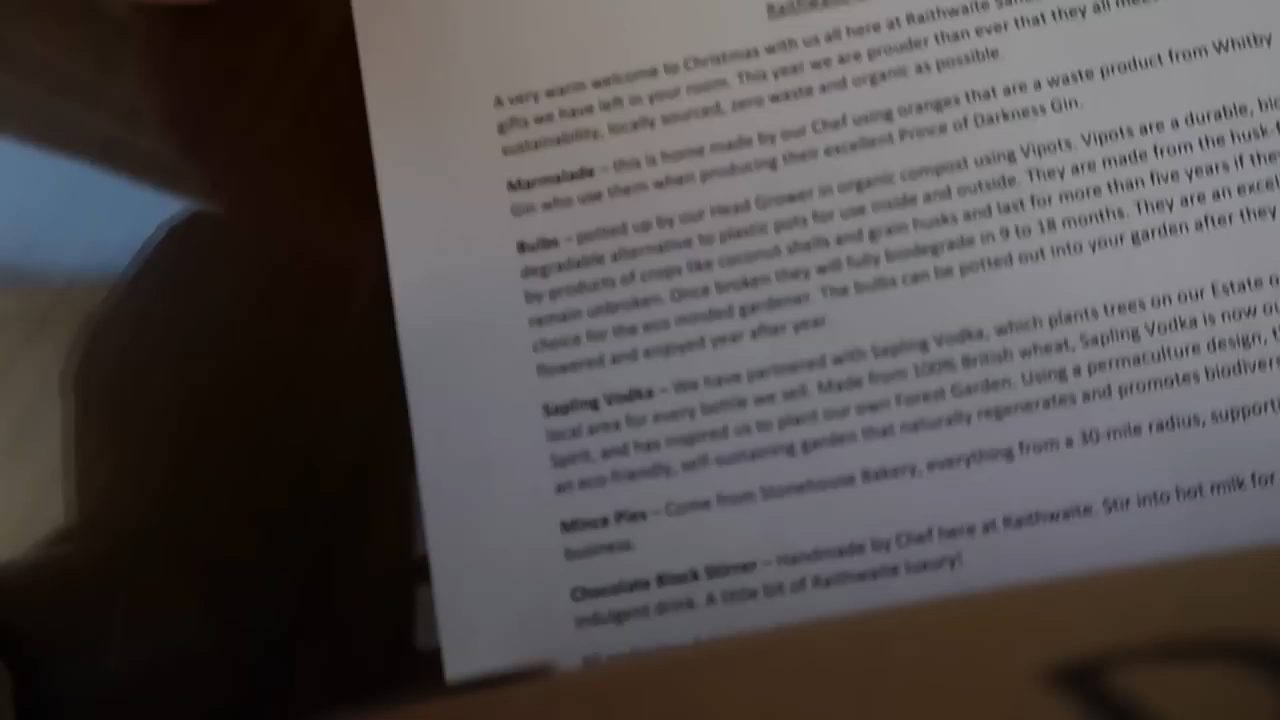 Raithwaite
A very warm welcome to Christmas with us all here at Raithwaite
gifts we have left in your room. This year we are prouder than ever that they all
sustainability, locally sourced, zero waste and organic as possible.
Marmalade – this is home made by our Chef using oranges that are a waste product from Whitby
Gin who use them when producing their excellent Prince of Darkness Gin.
Bulbs – potted up by our Head Grower in organic compost using Vipots. Vipots are a durable, bio
degradable alternative to plastic pots for use inside and outside. They are made from the husk
by-products of crops like coconut shells and grain husks and last for more than five years if the
remain unbroken. Once broken they will fully biodegrade in 9 to 18 months. They are an excel
choice for the eco minded gardener. The bulbs can be potted out into your garden after they
flowered and enjoyed year after year.
Sapling Vodka – We have partnered with Sapling Vodka, which plants trees on our Estate o
local area for every bottle we sell. Made from 100% British wheat, Sapling Vodka is now ou
Spirit, and has inspired us to plant our own Forest Garden. Using a permaculture design, t
an eco-friendly, self-sustaining garden that naturally regenerates and promotes biodivers
Mince Pies – Come from Stonehouse Bakery, everything from a 30-mile radius, supporti
business.
Chocolate Block Stirrer – Handmade by Chef here at Raithwaite. Stir into hot milk for
indulgent drink. A little bit of Raithwaite luxury!